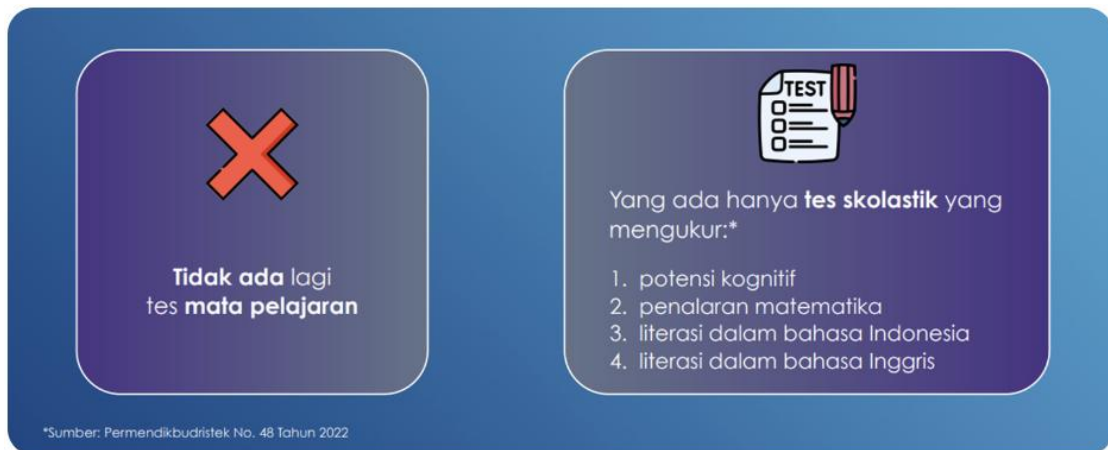 Tidak ada lagi
tes mata pelajaran
TEST
Yang ada hanya tes skolastik yang
mengukur:*
1. potensi kognitif
2. penalaran matematika
3. literasi dalam bahasa Indonesia
4. literasi dalam bahasa Inggris
*Sumber: Permendikbudristek No. 48 Tahun 2022